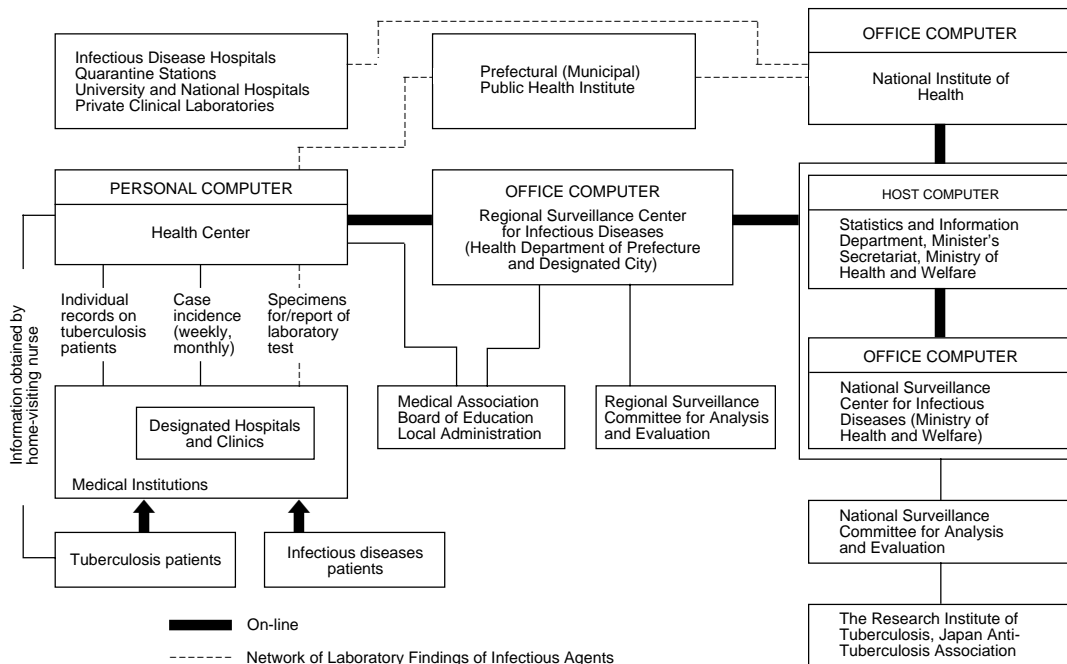 Infectious Disease Hospitals
Quarantine Stations
University and National Hospitals
Private Clinical Laboratories
Prefectural (Municipal)
Public Health Institute
OFFICE COMPUTER
National Institute of
Health
PERSONAL COMPUTER
Health Center
OFFICE COMPUTER
Regional Surveillance Center
for Infectious Diseases
(Health Department of Prefecture
and Designated City)
HOST COMPUTER
Statistics and Information
Department, Minister's
Secretariat, Ministry of
Health and Welfare
Information obtained by
home-visiting nurse
Individual
records on
tuberculosis
patients
Case
incidence
(weekly,
monthly)
Specimens
for/report of
laboratory
test
OFFICE COMPUTER
National Surveillance
Center for Infectious
Diseases (Ministry of
Health and Welfare)
Designated Hospitals
and Clinics
Medical Institutions
Medical Association
Board of Education
Local Administration
Regional Surveillance
Committee for Analysis
and Evaluation
National Surveillance
Committee for Analysis
and Evaluation
Tuberculosis patients
Infectious diseases
patients
The Research Institute of
Tuberculosis, Japan Anti-
Tuberculosis Association
On-line
Network of Laboratory Findings of Infectious Agents